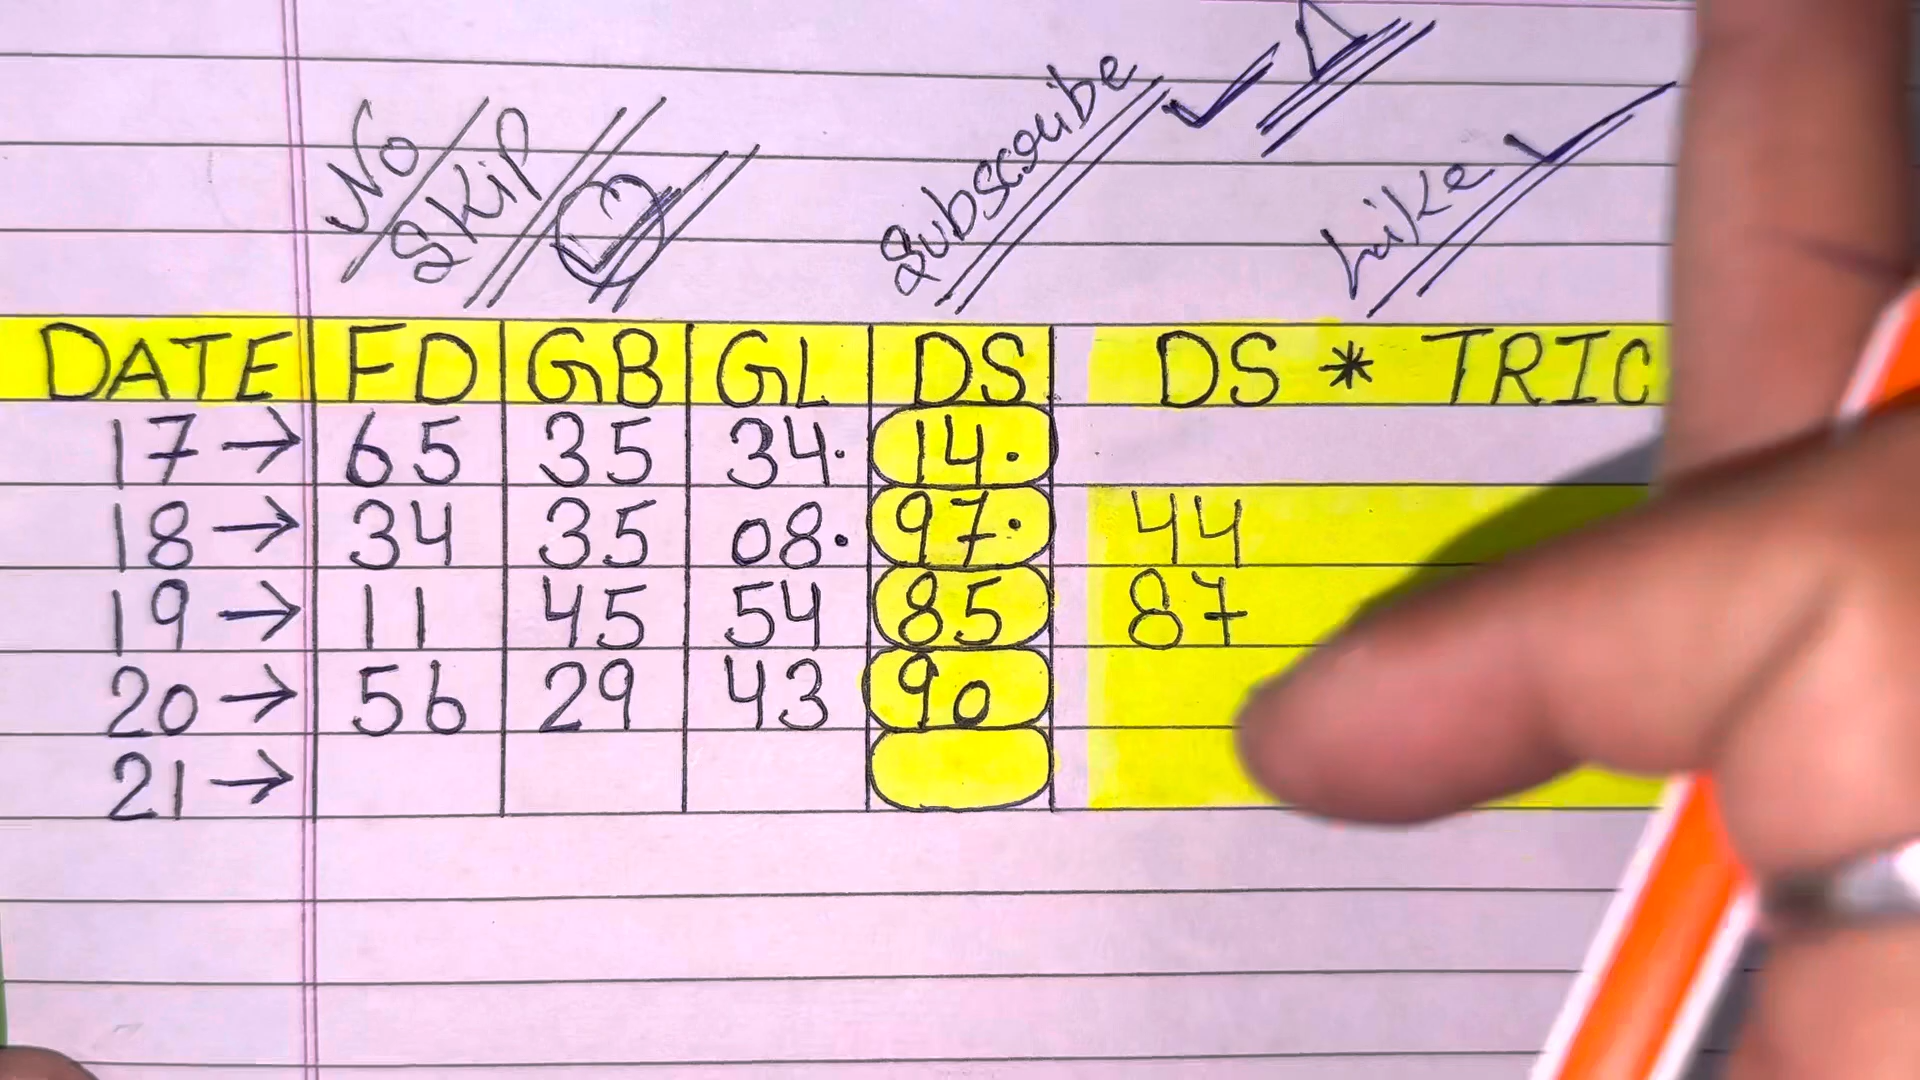 No
SKiP
Subscribe
Like
DATE FD GB GL DS DS * TRIC
17 → 65 35 34. 14.
18 → 34 35 08. 97. 44
19 → 11 45 54 85 87
20 → 56 29 43 90
21 →